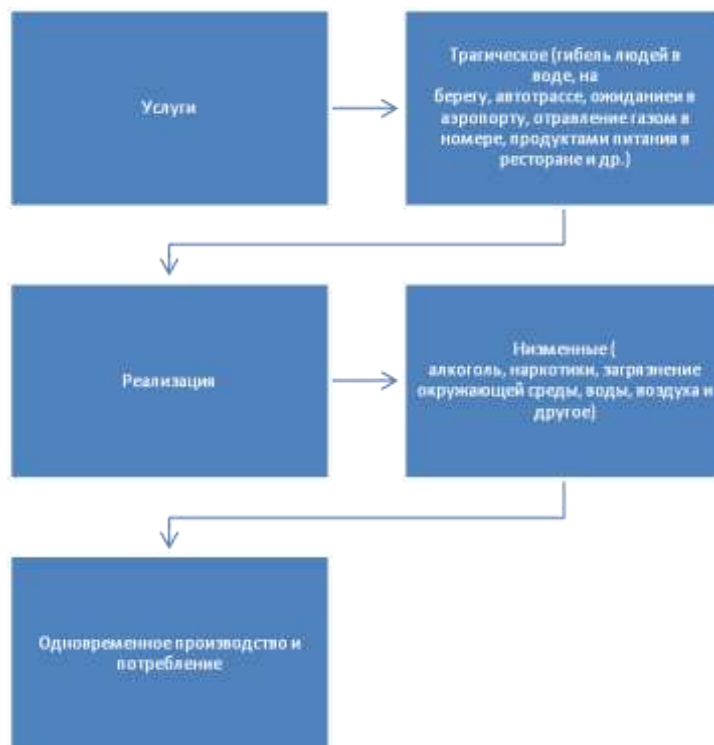 Услуги
Трагическое (гибель людей в
воде, на
берегу, автотрассе, ожиданиеи в
аэропорту, отравление газом в
номере, продуктами питания в
ресторане и др.)
Реализация
Низменные (
алкоголь, наркотики, загрязнение
окружающей среды, воды, воздуха и
другое)
Одновременное производство и
потребление